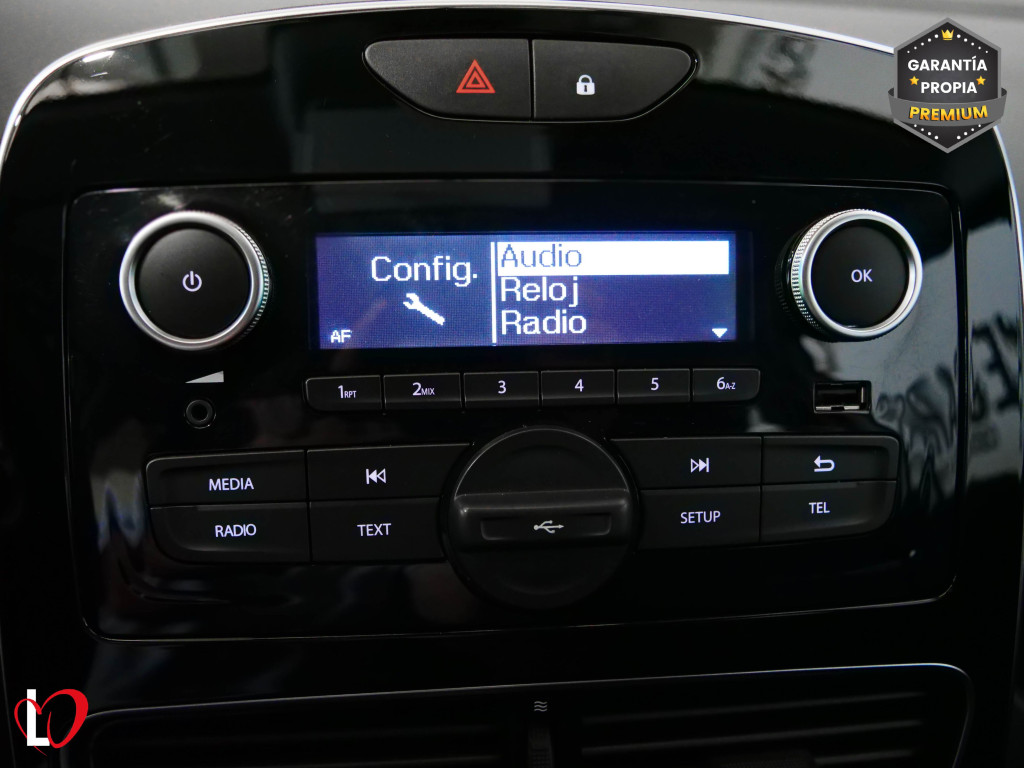 GARANTÍA
PROPIA
PREMIUM
Config.
AF
Audio
Reloj
Radio
OK
1RPT
2MIX
3
4
5
6A-Z
MEDIA
RADIO
TEXT
SETUP
TEL
L